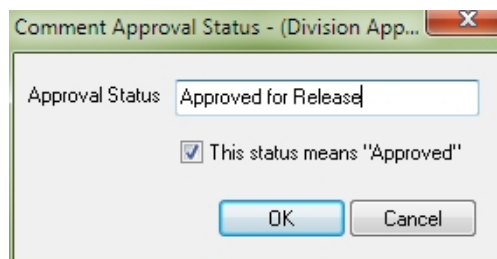 Comment Approval Status - (Division App...
Approval Status Approved for Release
This status means "Approved"
OK Cancel